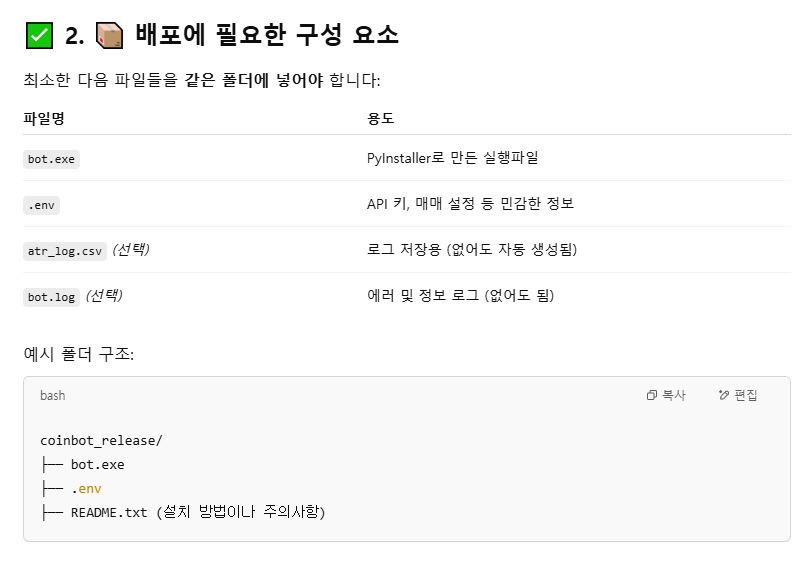 ✅ 2. 📦 배포에 필요한 구성 요소
최소한 다음 파일들을 같은 폴더에 넣어야 합니다:
파일명 용도
bot.exe PyInstaller로 만든 실행파일
.env API 키, 매매 설정 등 민감한 정보
atr_log.csv (선택) 로그 저장용 (없어도 자동 생성됨)
bot.log (선택) 에러 및 정보 로그 (없어도 됨)
예시 폴더 구조:
bash 복사 편집
coinbot_release/
├── bot.exe
├── .env
├── README.txt (설치 방법이나 주의사항)